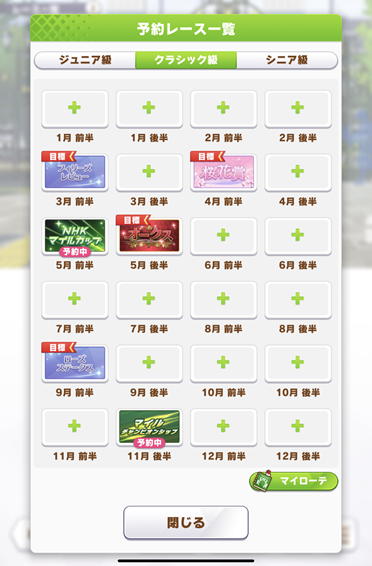 予約レース一覧
ジュニア級 クラシック級 シニア級
1月 前半 1月 後半 2月 前半 2月 後半
目標 目標
フィリーズ
レビュー
桜花賞
3月 前半 3月 後半 4月 前半 4月 後半
目標
NHK
マイルカップ
オークス
予約中
5月 前半 5月 後半 6月 前半 6月 後半
7月 前半 7月 後半 8月 前半 8月 後半
目標
ローズ
ステークス
9月 前半 9月 後半 10月 前半 10月 後半
マイル
チャンピオンシップ
予約中
11月 前半 11月 後半 12月 前半 12月 後半
マイローテ
閉じる